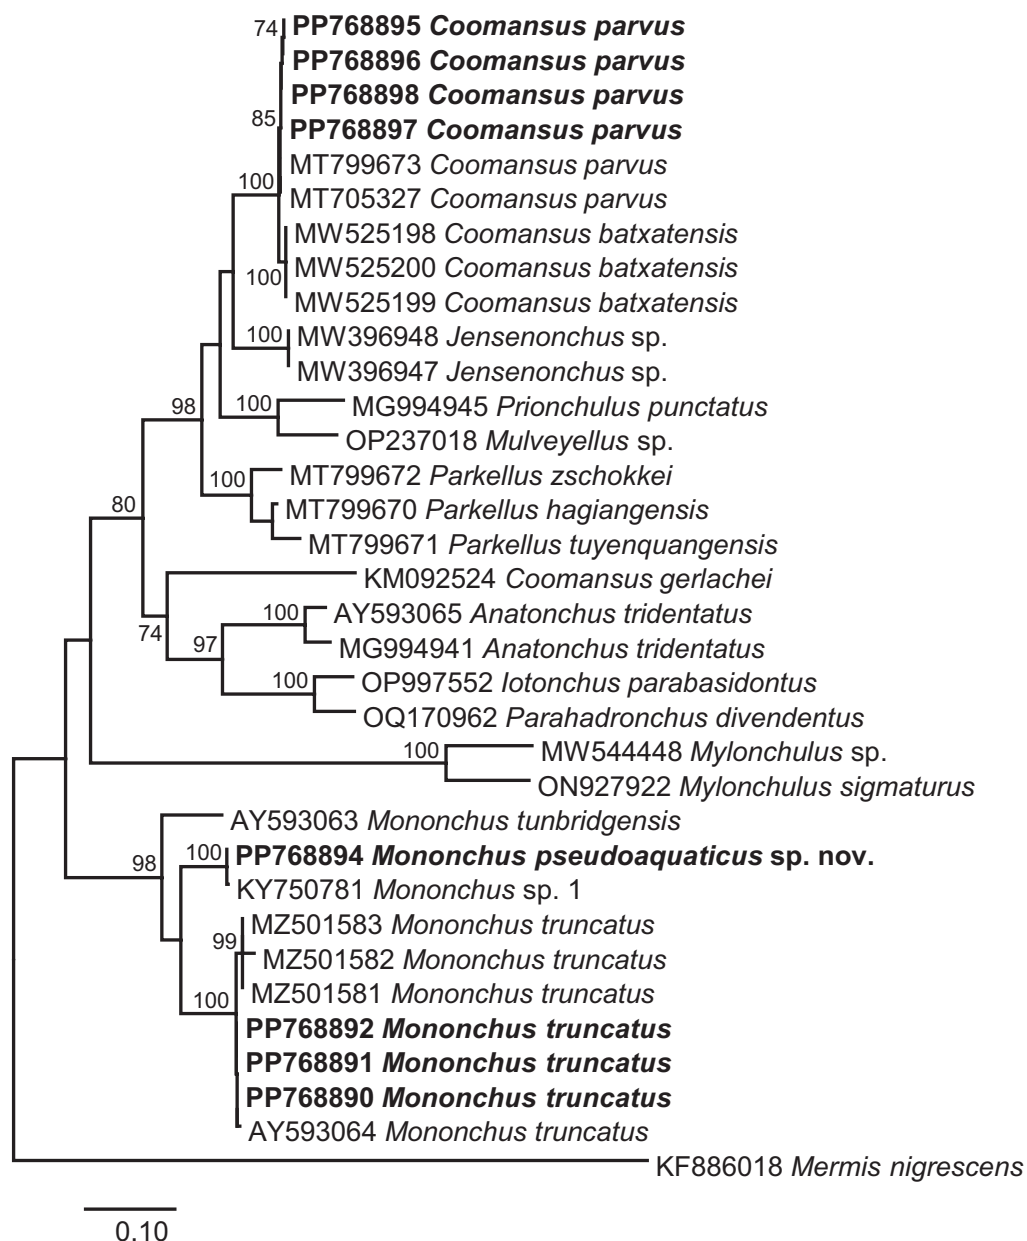 74
PP768895 Coomansus parvus
PP768896 Coomansus parvus
PP768898 Coomansus parvus
85
PP768897 Coomansus parvus
MT799673 Coomansus parvus
100
MT705327 Coomansus parvus
MW525198 Coomansus batxatensis
MW525200 Coomansus batxatensis
100
MW525199 Coomansus batxatensis
100
MW396948 Jensenonchus sp.
MW396947 Jensenonchus sp.
98
100
MG994945 Prionchulus punctatus
OP237018 Mulveyellus sp.
100
MT799672 Parkellus zschokkei
MT799670 Parkellus hagiangensis
80
MT799671 Parkellus tuyenquangensis
KM092524 Coomansus gerlachei
100
AY593065 Anatonchus tridentatus
74
97
MG994941 Anatonchus tridentatus
100
OP997552 Iotonchus parabasidontus
OQ170962 Parahadronchus divendentus
100
MW544448 Mylonchulus sp.
ON927922 Mylonchulus sigmaturus
AY593063 Mononchus tunbridgensis
98
100
PP768894 Mononchus pseudoaquaticus sp. nov.
KY750781 Mononchus sp. 1
MZ501583 Mononchus truncatus
99
MZ501582 Mononchus truncatus
100
MZ501581 Mononchus truncatus
PP768892 Mononchus truncatus
PP768891 Mononchus truncatus
PP768890 Mononchus truncatus
AY593064 Mononchus truncatus
KF886018 Mermis nigrescens
0.10